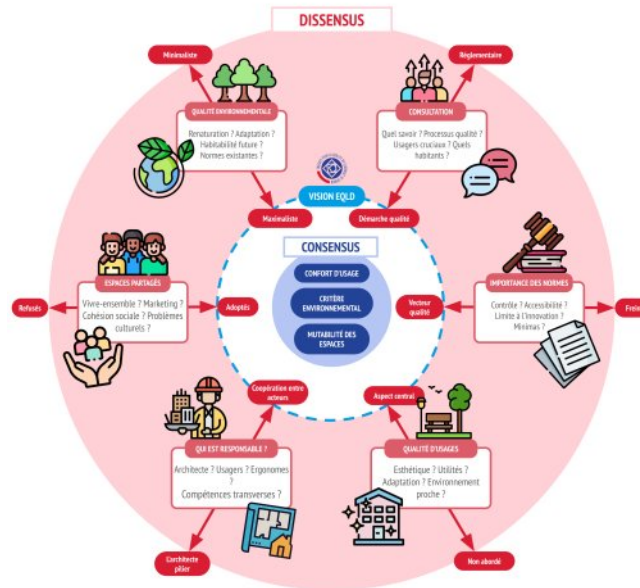 DISSENSUS
Minimaliste
Réglementaire
QUALITÉ ENVIRONNEMENTALE
Renaturation ? Adaptation ?
Habitabilité future ?
Normes existantes ?
CONSULTATION
Quel savoir ? Processus qualité ?
Usagers cruciaux ? Quels
habitants ?
VISION EQLD
Maximaliste
Démarche qualité
CONSENSUS
CONFORT D'USAGE
CRITÈRE
ENVIRONNEMENTAL
MUTABILITÉ DES
ESPACES
ESPACES PARTAGÉS
Vivre-ensemble ? Marketing ?
Cohésion sociale ? Problèmes
culturels ?
Refusés
Adoptés
IMPORTANCE DES NORMES
Contrôle ? Accessibilité ?
Limite à l'innovation ?
Minimas ?
Vecteur
qualité
Frein
Coopération entre
acteurs
Aspect central
QUI EST RESPONSABLE ?
Architecte ? Usagers ? Ergonomes
?
Compétences transverses ?
QUALITÉ D'USAGES
Esthétique ? Utilités ?
Adaptation ? Environnement
proche ?
L'architecte
pilier
Non abordé